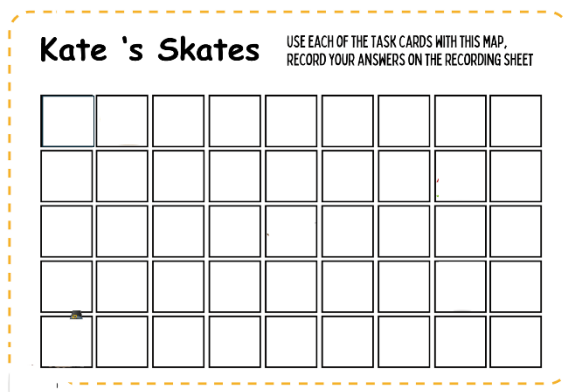 Kate 's Skates
USE EACH OF THE TASK CARDS WITH THIS MAP,
RECORD YOUR ANSWERS ON THE RECORDING SHEET